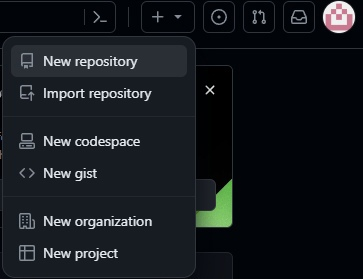 New repository
Import repository
New codespace
New gist
New organization
New project